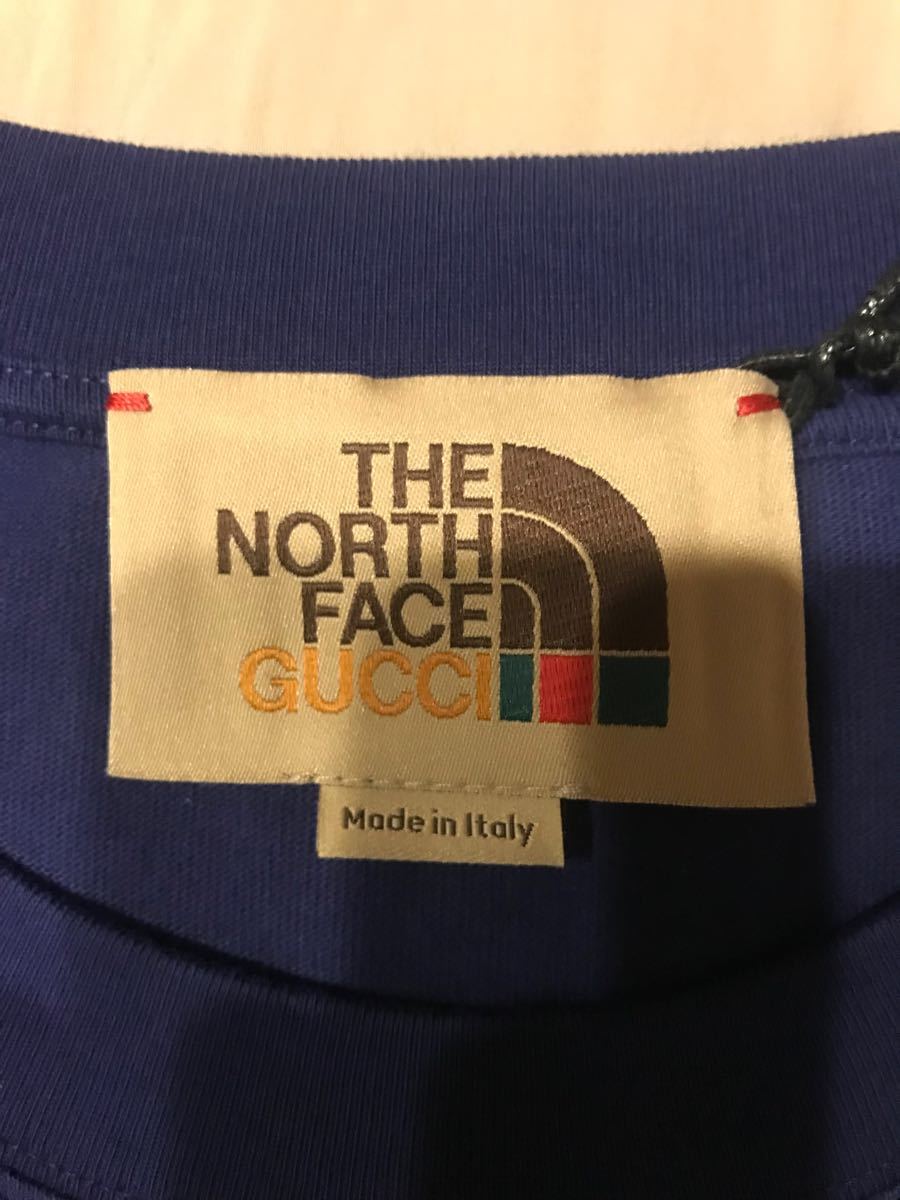 THE
NORTH
FACE
GUCCI
Made in Italy